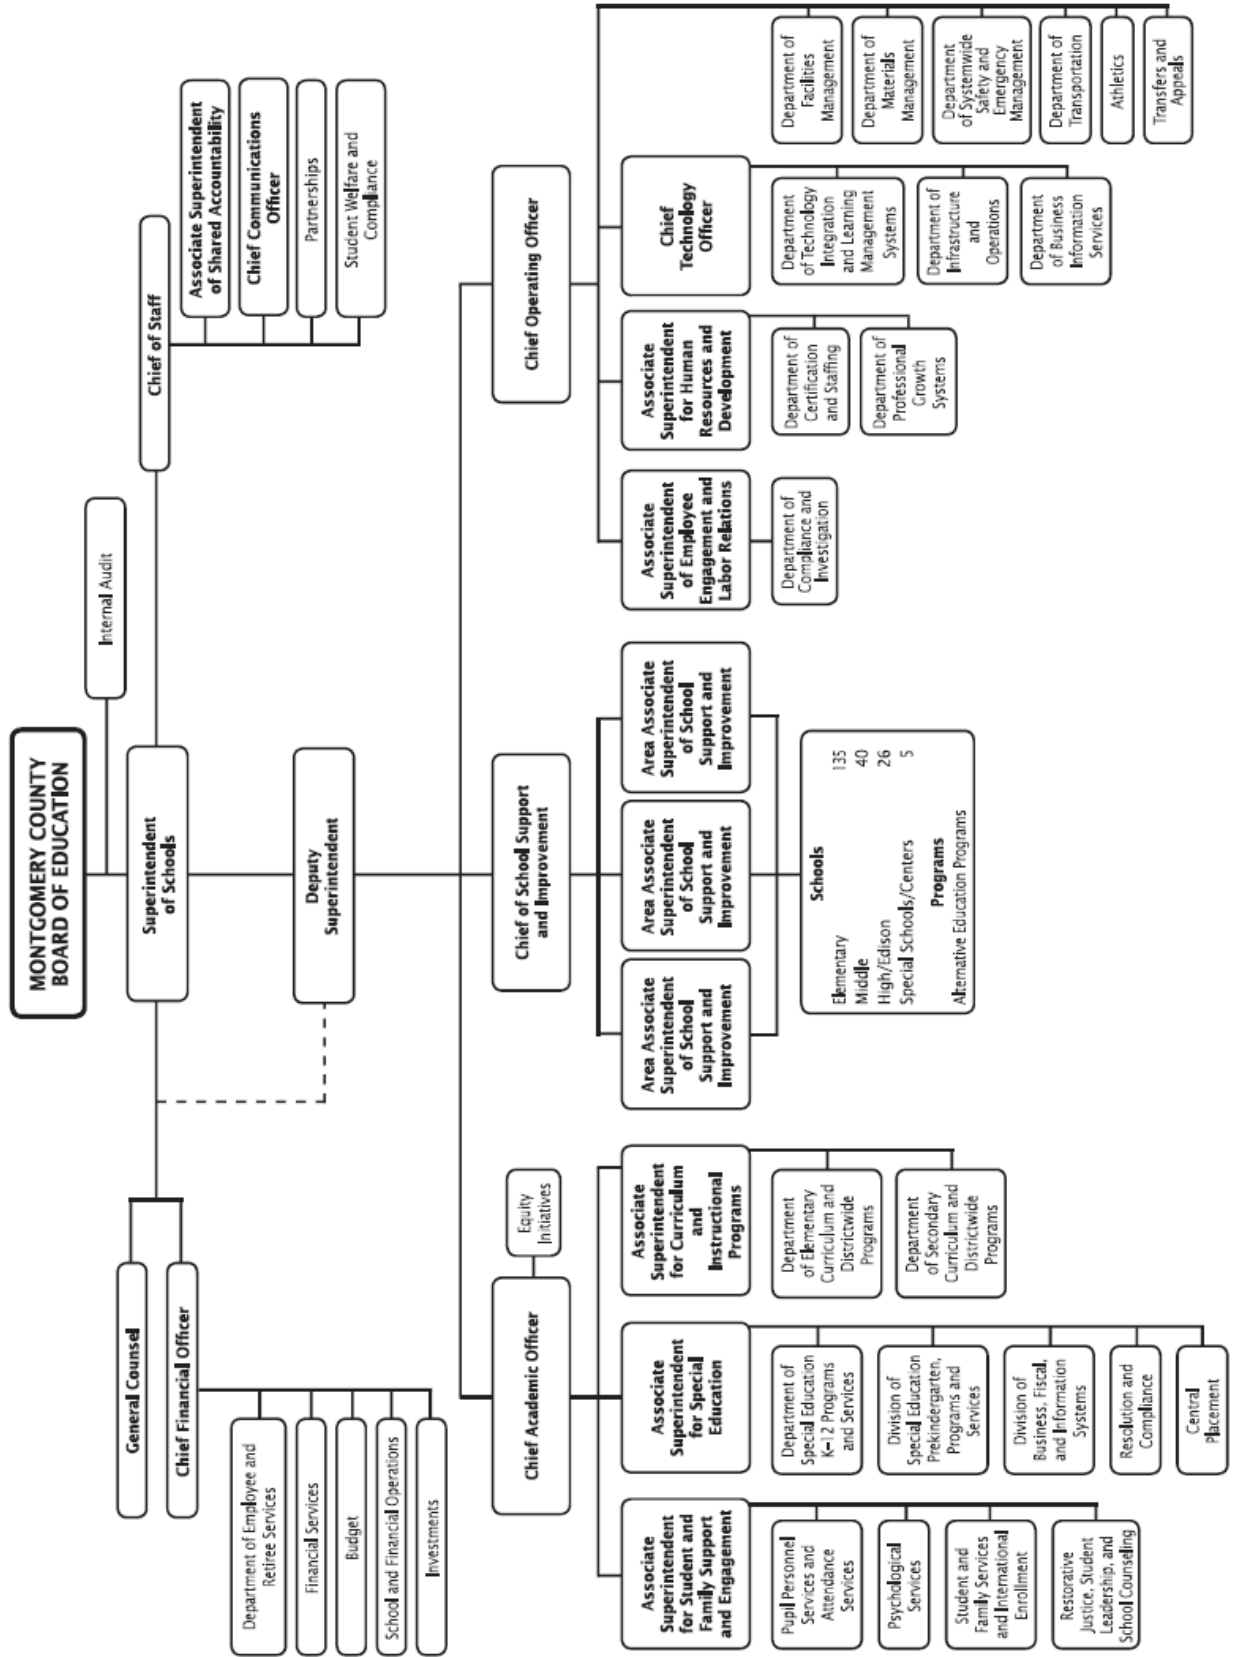 MONTGOMERY COUNTY
BOARD OF EDUCATION
Internal Audit
Superintendent
of Schools
Chief of Staff
Associate Superintendent
of Shared Accountability
Chief Communications
Officer
Partnerships
Student Welfare and
Compliance
General Counsel
Chief Financial Officer
Department of Employee and
Retiree Services
Financial Services
Budget
School and Financial Operations
Investments
Deputy
Superintendent
Chief Academic Officer
Equity
Initiatives
Chief of School Support
and Improvement
Chief Operating Officer
Associate
Superintendent
for Student and
Family Support
and Engagement
Pupil Personnel
Services and
Attendance
Services
Psychological
Services
Student and
Family Services
and International
Enrollment
Restorative
Justice, Student
Leadership, and
School Counseling
Associate
Superintendent
for Special
Education
Department of
Special Education
K–12 Programs
and Services
Division of
Special Education
Prekindergarten,
Programs and
Services
Division of
Business, Fiscal,
and Information
Systems
Resolution and
Compliance
Central
Placement
Associate
Superintendent
for Curriculum
and
Instructional
Programs
Department
of Elementary
Curriculum and
Districtwide
Programs
Department
of Secondary
Curriculum and
Districtwide
Programs
Area Associate
Superintendent
of School
Support and
Improvement
Area Associate
Superintendent
of School
Support and
Improvement
Area Associate
Superintendent
of School
Support and
Improvement
Schools
Elementary 135
Middle 40
High/Edison 26
Special Schools/Centers 5
Programs
Alternative Education Programs
Associate
Superintendent
of Employee
Engagement and
Labor Relations
Department of
Compliance and
Investigation
Associate
Superintendent
for Human
Resources and
Development
Department of
Certification
and Staffing
Department of
Professional
Growth
Systems
Chief
Technology
Officer
Department
of Technology
Integration
and Learning
Management
Systems
Department of
Infrastructure
and
Operations
Department
of Business
Information
Services
Department of
Facilities
Management
Department of
Materials
Management
Department
of Systemwide
Safety and
Emergency
Management
Department of
Transportation
Athletics
Transfers and
Appeals